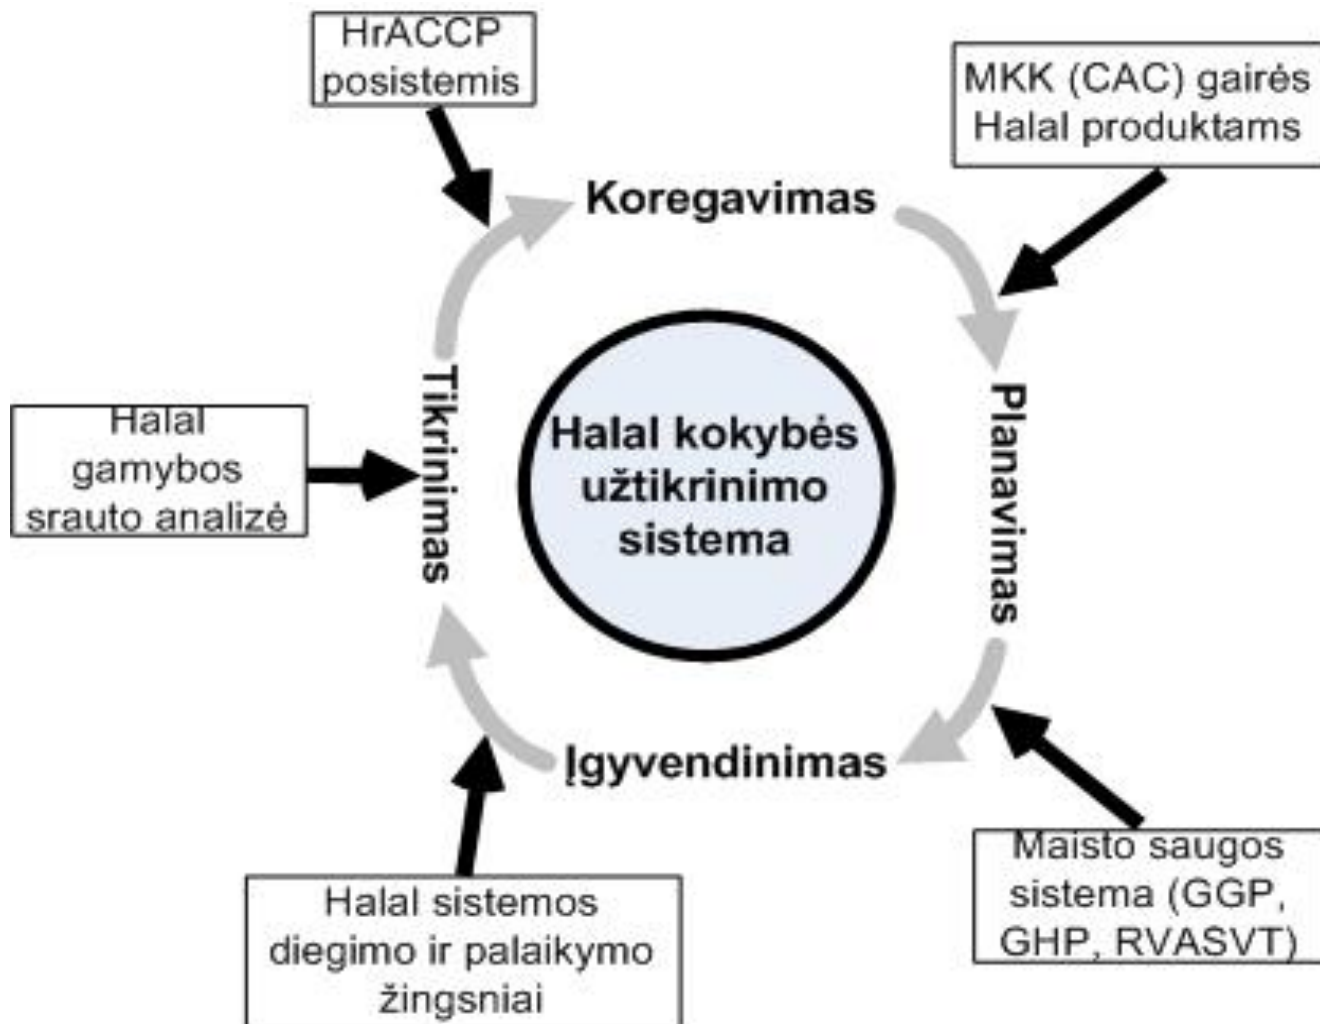 HrACCP
posistemis
MKK (CAC) gairės
Halal produktams
Koregavimas
Tikrinimas
Planavimas
Halal
gamybos
srauto analizė
Halal kokybės
užtikrinimo
sistema
Įgyvendinimas
Maisto saugos
sistema (GGP,
GHP, RVASVT)
Halal sistemos
diegimo ir palaikymo
žingsniai